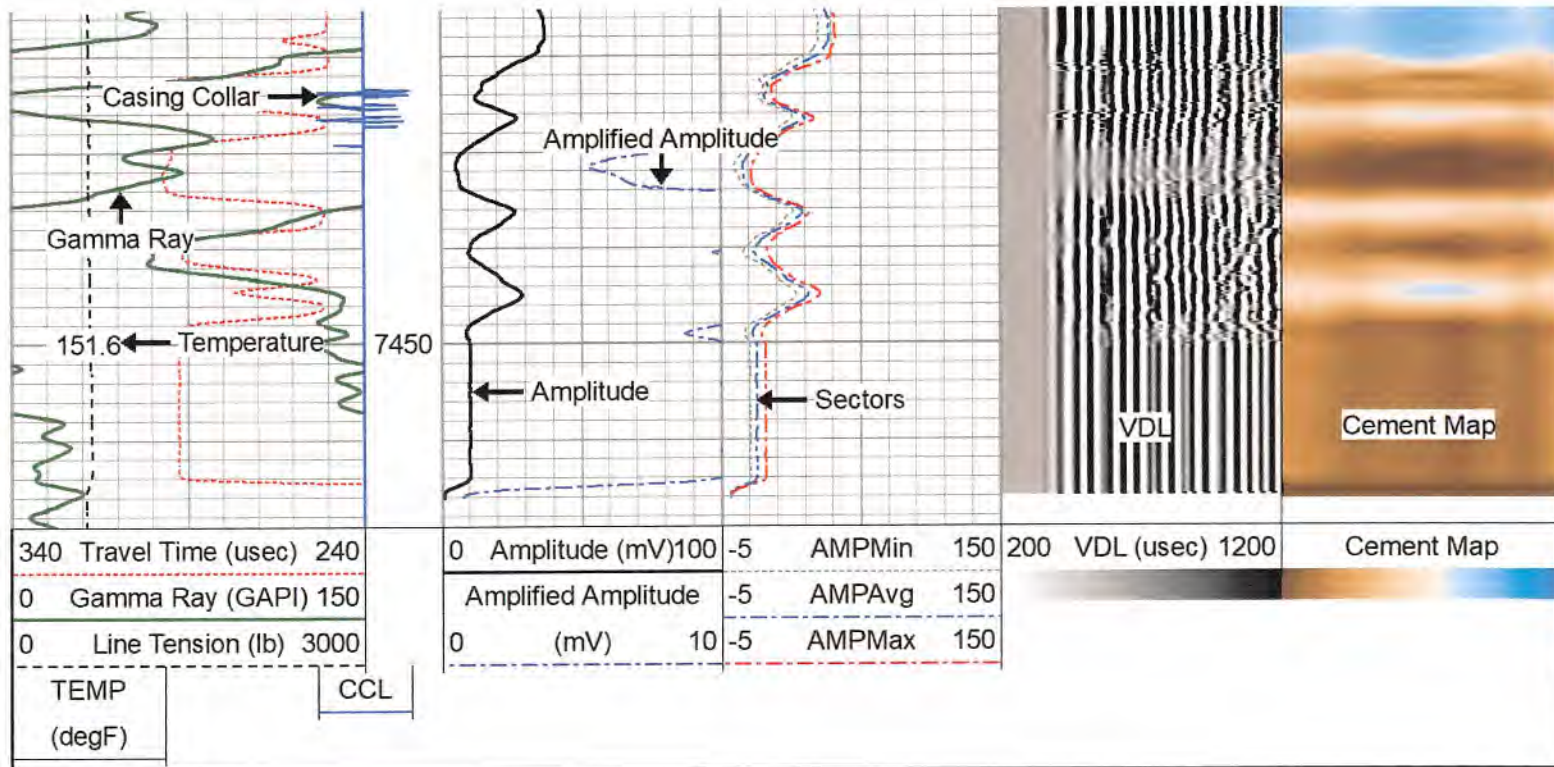 Casing Collar
Amplified Amplitude
Gamma Ray
151.6
Temperature
7450
Amplitude
Sectors
VDL
Cement Map
340 Travel Time (usec) 240
0 Gamma Ray (GAPI) 150
0 Line Tension (lb) 3000
TEMP
(degF)
CCL
0 Amplitude (mV)100
Amplified Amplitude
0 (mV) 10
-5 AMPMin 150
-5 AMPAvg 150
-5 AMPMax 150
200 VDL (usec) 1200
Cement Map